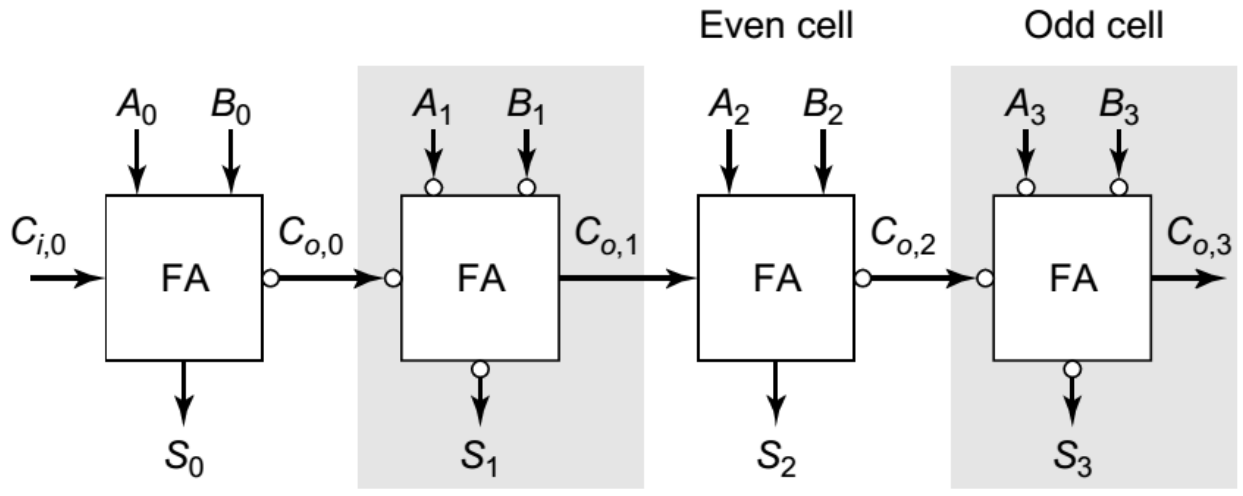 Even cell Odd cell
A0 B0 A1 B1 A2 B2 A3 B3
Ci,0 Co,0 Co,1 Co,2 Co,3
FA FA FA FA
S0 S1 S2 S3